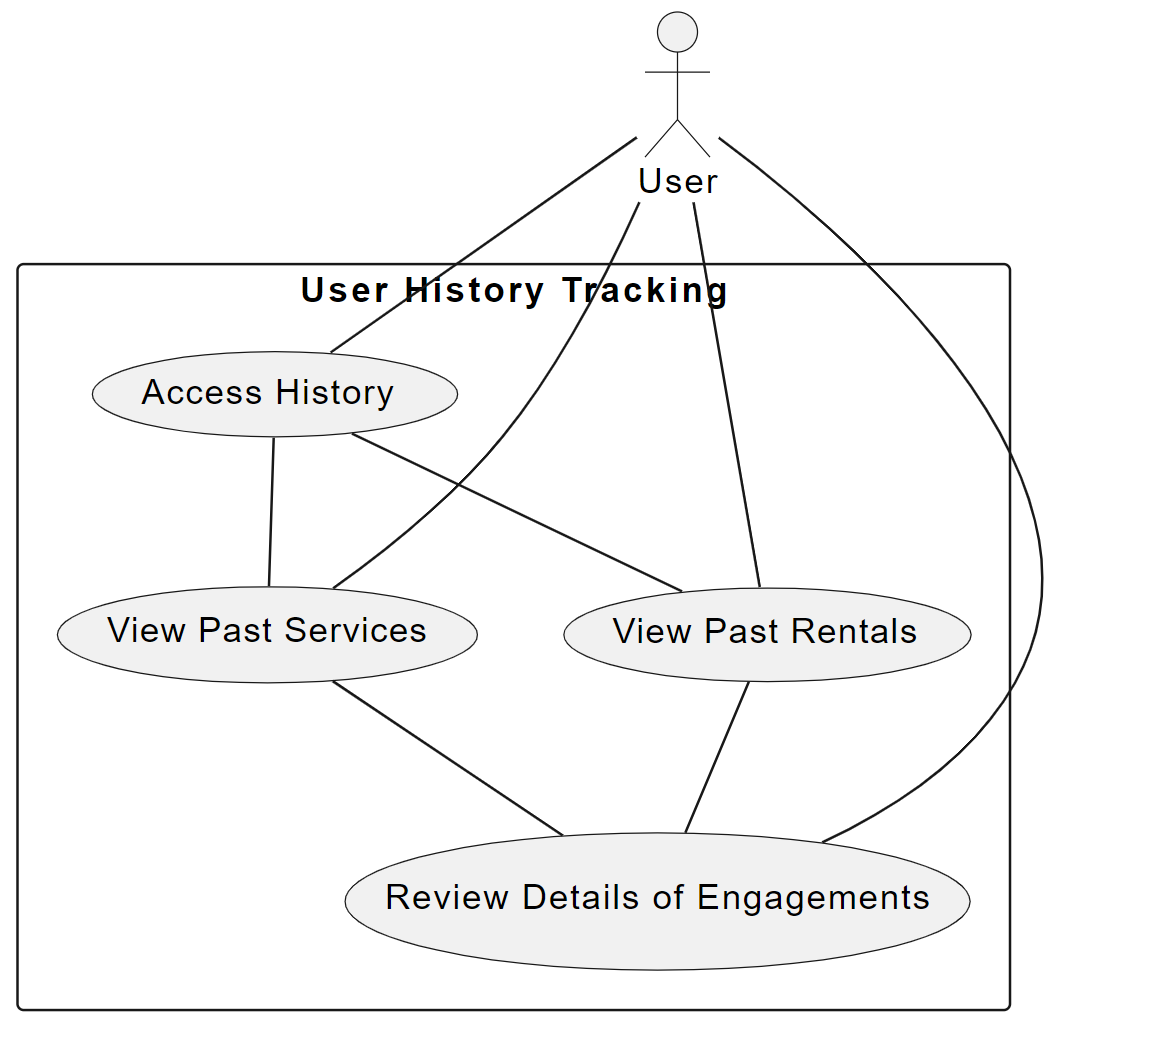 User
User History Tracking
Access History
View Past Services
View Past Rentals
Review Details of Engagements